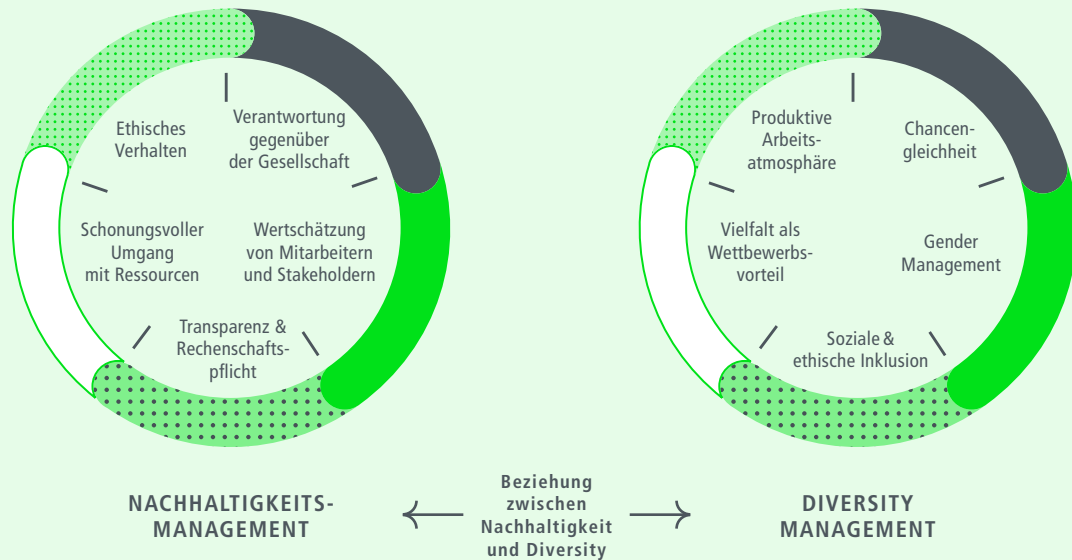 Ethisches
Verhalten
Verantwortung
gegenüber
der Gesellschaft
Schonungsvoller
Umgang
mit Ressourcen
Wertschätzung
von Mitarbeitern
und Stakeholdern
Transparenz &
Rechenschafts-
pflicht
Produktive
Arbeits-
atmosphäre
Chancen-
gleichheit
Vielfalt als
Wettbewerbs-
vorteil
Gender
Management
Soziale &
ethische Inklusion
NACHHALTIGKEITS-
MANAGEMENT
Beziehung
zwischen
Nachhaltigkeit
und Diversity
DIVERSITY
MANAGEMENT